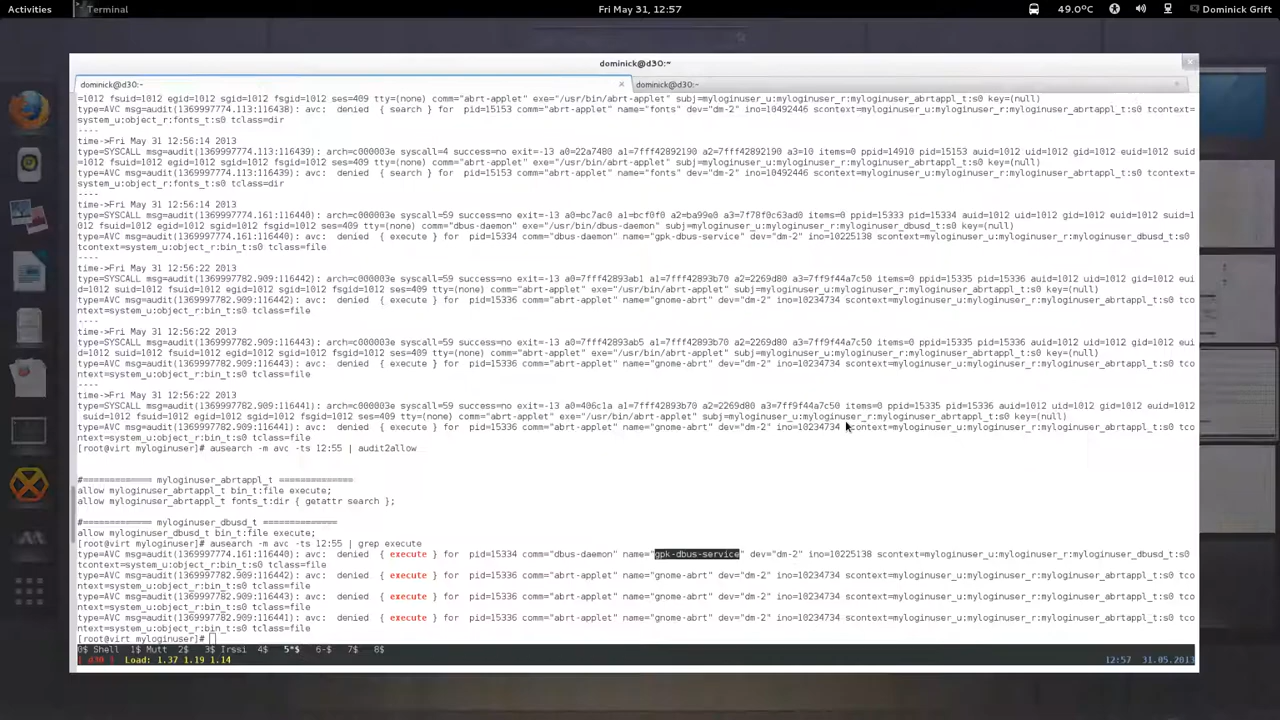 Activities
Terminal
Fri May 31, 12:57
49.0°C
Dominick Grift
dominick@d30:~
dominick@d30:~
dominick@d30:~
=1012 fsuid=1012 egid=1012 sgid=1012 fsgid=1012 ses=409 tty=(none) comm="abrt-applet" exe="/usr/bin/abrt-applet" subj=myloginuser_u:myloginuser_r:myloginuser_abrtappl_t:s0 key=(null)
type=AVC msg=audit(1369997774.113:116438): avc:  denied  { search } for  pid=15153 comm="abrt-applet" name="fonts" dev="dm-2" ino=10492446 scontext=myloginuser_u:myloginuser_r:myloginuser_abrtappl_t:s0 tcontext=
system_u:object_r:fonts_t:s0 tclass=dir
----
time->Fri May 31 12:56:14 2013
type=SYSCALL msg=audit(1369997774.113:116439): arch=c000003e syscall=4 success=no exit=-13 a0=22a7480 a1=7fff42892190 a2=7fff42892190 a3=10 items=0 ppid=14910 pid=15153 auid=1012 uid=1012 gid=1012 euid=1012 suid
=1012 fsuid=1012 egid=1012 sgid=1012 fsgid=1012 ses=409 tty=(none) comm="abrt-applet" exe="/usr/bin/abrt-applet" subj=myloginuser_u:myloginuser_r:myloginuser_abrtappl_t:s0 key=(null)
type=AVC msg=audit(1369997774.113:116439): avc:  denied  { search } for  pid=15153 comm="abrt-applet" name="fonts" dev="dm-2" ino=10492446 scontext=myloginuser_u:myloginuser_r:myloginuser_abrtappl_t:s0 tcontext=
system_u:object_r:fonts_t:s0 tclass=dir
----
time->Fri May 31 12:56:14 2013
type=SYSCALL msg=audit(1369997774.161:116440): arch=c000003e syscall=59 success=no exit=-13 a0=bc7ac0 a1=bcf0f0 a2=ba99e0 a3=7f78f0c63ad0 items=0 ppid=15333 pid=15334 auid=1012 uid=1012 gid=1012 euid=1012 suid=1
012 fsuid=1012 egid=1012 sgid=1012 fsgid=1012 ses=409 tty=(none) comm="dbus-daemon" exe="/usr/bin/dbus-daemon" subj=myloginuser_u:myloginuser_r:myloginuser_dbusd_t:s0 key=(null)
type=AVC msg=audit(1369997774.161:116440): avc:  denied  { execute } for  pid=15334 comm="dbus-daemon" name="gpk-dbus-service" dev="dm-2" ino=10225138 scontext=myloginuser_u:myloginuser_r:myloginuser_dbusd_t:s0
tcontext=system_u:object_r:bin_t:s0 tclass=file
----
time->Fri May 31 12:56:22 2013
type=SYSCALL msg=audit(1369997782.909:116442): arch=c000003e syscall=59 success=no exit=-13 a0=7fff42893ab1 a1=7fff42893b70 a2=2269d80 a3=7ff9f44a7c50 items=0 ppid=15335 pid=15336 auid=1012 uid=1012 gid=1012 eui
d=1012 suid=1012 fsuid=1012 egid=1012 sgid=1012 fsgid=1012 ses=409 tty=(none) comm="abrt-applet" exe="/usr/bin/abrt-applet" subj=myloginuser_u:myloginuser_r:myloginuser_abrtappl_t:s0 key=(null)
type=AVC msg=audit(1369997782.909:116442): avc:  denied  { execute } for  pid=15336 comm="abrt-applet" name="gnome-abrt" dev="dm-2" ino=10234734 scontext=myloginuser_u:myloginuser_r:myloginuser_abrtappl_t:s0 tco
ntext=system_u:object_r:bin_t:s0 tclass=file
----
time->Fri May 31 12:56:22 2013
type=SYSCALL msg=audit(1369997782.909:116443): arch=c000003e syscall=59 success=no exit=-13 a0=7fff42893ab5 a1=7fff42893b70 a2=2269d80 a3=7ff9f44a7c50 items=0 ppid=15335 pid=15336 auid=1012 uid=1012 gid=1012 eui
d=1012 suid=1012 fsuid=1012 egid=1012 sgid=1012 fsgid=1012 ses=409 tty=(none) comm="abrt-applet" exe="/usr/bin/abrt-applet" subj=myloginuser_u:myloginuser_r:myloginuser_abrtappl_t:s0 key=(null)
type=AVC msg=audit(1369997782.909:116443): avc:  denied  { execute } for  pid=15336 comm="abrt-applet" name="gnome-abrt" dev="dm-2" ino=10234734 scontext=myloginuser_u:myloginuser_r:myloginuser_abrtappl_t:s0 tco
ntext=system_u:object_r:bin_t:s0 tclass=file
----
time->Fri May 31 12:56:22 2013
type=SYSCALL msg=audit(1369997782.909:116441): arch=c000003e syscall=59 success=no exit=-13 a0=406c1a a1=7fff42893b70 a2=2269d80 a3=7ff9f44a7c50 items=0 ppid=15335 pid=15336 auid=1012 uid=1012 gid=1012 euid=1012
 suid=1012 fsuid=1012 egid=1012 sgid=1012 fsgid=1012 ses=409 tty=(none) comm="abrt-applet" exe="/usr/bin/abrt-applet" subj=myloginuser_u:myloginuser_r:myloginuser_abrtappl_t:s0 key=(null)
type=AVC msg=audit(1369997782.909:116441): avc:  denied  { execute } for  pid=15336 comm="abrt-applet" name="gnome-abrt" dev="dm-2" ino=10234734 scontext=myloginuser_u:myloginuser_r:myloginuser_abrtappl_t:s0 tco
ntext=system_u:object_r:bin_t:s0 tclass=file
[root@virt myloginuser]# ausearch -m avc -ts 12:55 | audit2allow
#============= myloginuser_abrtappl_t ==============
allow myloginuser_abrtappl_t bin_t:file execute;
allow myloginuser_abrtappl_t fonts_t:dir { getattr search };
#============= myloginuser_dbusd_t ==============
allow myloginuser_dbusd_t bin_t:file execute;
[root@virt myloginuser]# ausearch -m avc -ts 12:55 | grep execute
type=AVC msg=audit(1369997774.161:116440): avc:  denied  { execute } for  pid=15334 comm="dbus-daemon" name="gpk-dbus-service" dev="dm-2" ino=10225138 scontext=myloginuser_u:myloginuser_r:myloginuser_dbusd_t:s0
tcontext=system_u:object_r:bin_t:s0 tclass=file
type=AVC msg=audit(1369997782.909:116442): avc:  denied  { execute } for  pid=15336 comm="abrt-applet" name="gnome-abrt" dev="dm-2" ino=10234734 scontext=myloginuser_u:myloginuser_r:myloginuser_abrtappl_t:s0 tco
ntext=system_u:object_r:bin_t:s0 tclass=file
type=AVC msg=audit(1369997782.909:116443): avc:  denied  { execute } for  pid=15336 comm="abrt-applet" name="gnome-abrt" dev="dm-2" ino=10234734 scontext=myloginuser_u:myloginuser_r:myloginuser_abrtappl_t:s0 tco
ntext=system_u:object_r:bin_t:s0 tclass=file
type=AVC msg=audit(1369997782.909:116441): avc:  denied  { execute } for  pid=15336 comm="abrt-applet" name="gnome-abrt" dev="dm-2" ino=10234734 scontext=myloginuser_u:myloginuser_r:myloginuser_abrtappl_t:s0 tco
ntext=system_u:object_r:bin_t:s0 tclass=file
[root@virt myloginuser]#
0$ Shell  1$ Mutt  2$  3$ Irssi  4$  5*$  6-$  7$  8$
[ d30 ] Load: 1.37 1.19 1.14
12:57 31.05.2013